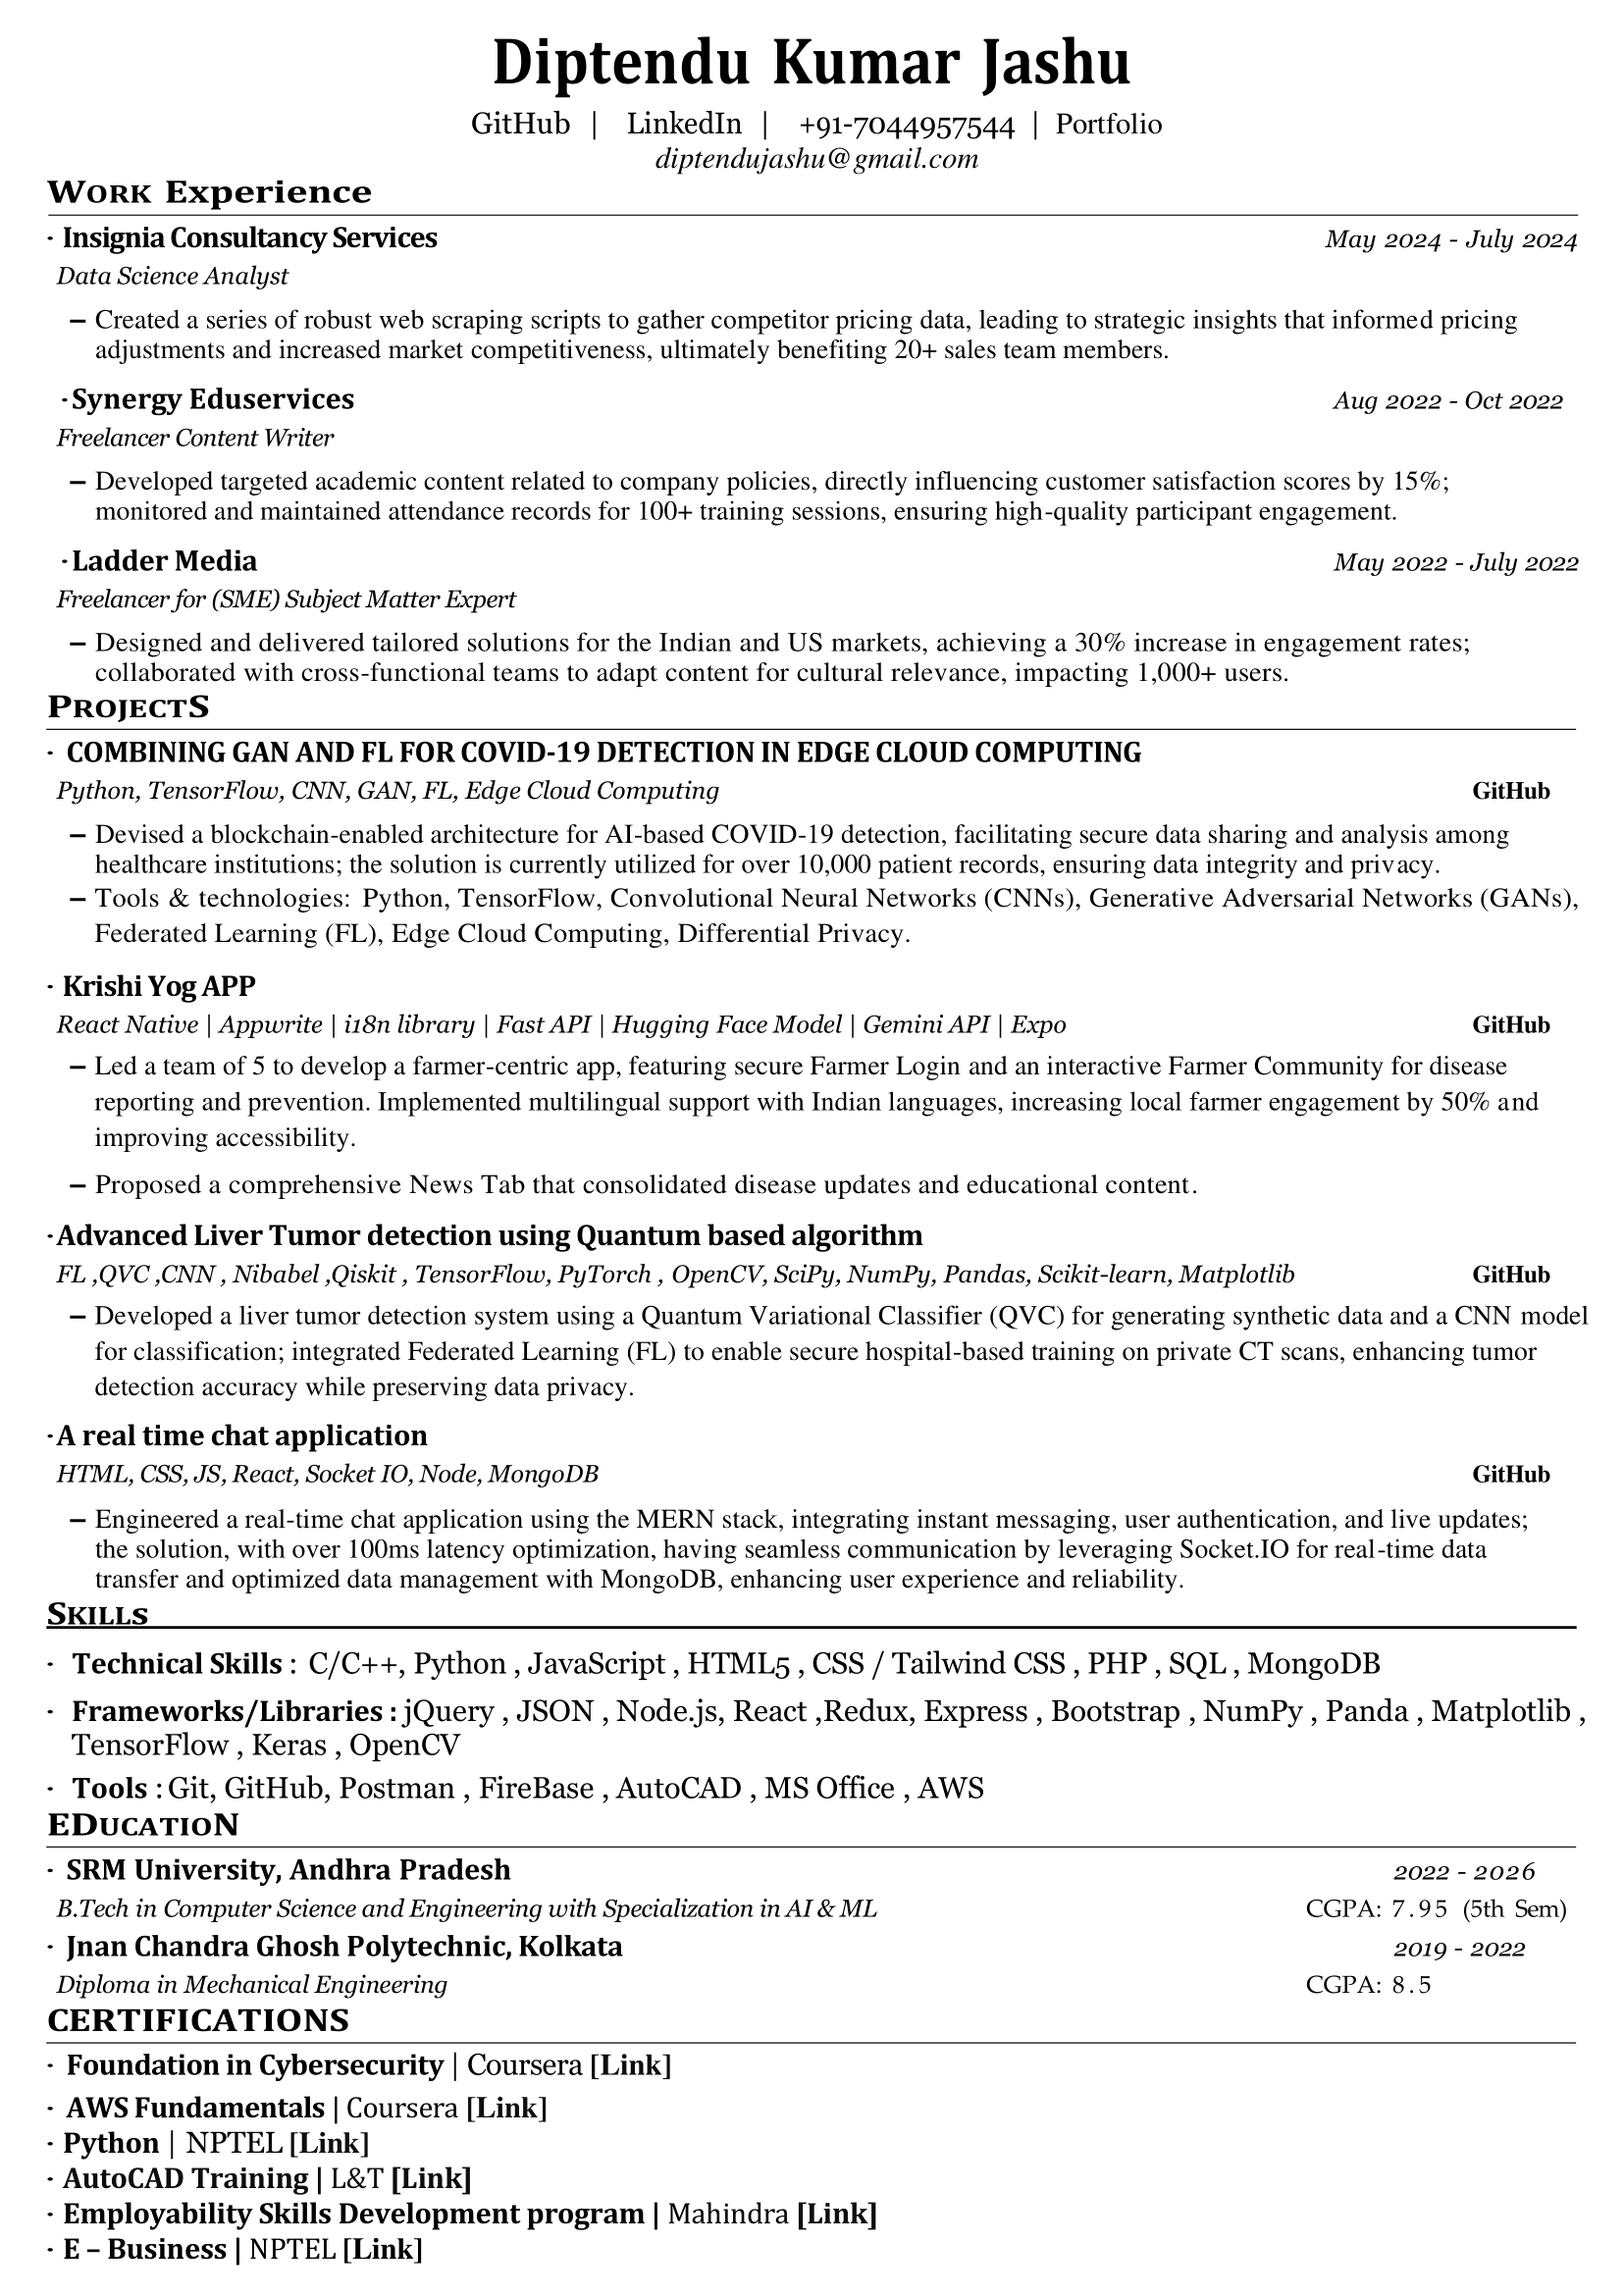 Diptendu Kumar Jashu
GitHub | LinkedIn | +91-7044957544 | Portfolio
diptendujashu@gmail.com
WORK Experience
· Insignia Consultancy Services May 2024 - July 2024
Data Science Analyst
– Created a series of robust web scraping scripts to gather competitor pricing data, leading to strategic insights that informed pricing
adjustments and increased market competitiveness, ultimately benefiting 20+ sales team members.
· Synergy Eduservices Aug 2022 - Oct 2022
Freelancer Content Writer
– Developed targeted academic content related to company policies, directly influencing customer satisfaction scores by 15%;
monitored and maintained attendance records for 100+ training sessions, ensuring high-quality participant engagement.
· Ladder Media May 2022 - July 2022
Freelancer for (SME) Subject Matter Expert
– Designed and delivered tailored solutions for the Indian and US markets, achieving a 30% increase in engagement rates;
collaborated with cross-functional teams to adapt content for cultural relevance, impacting 1,000+ users.
PROJECTS
· COMBINING GAN AND FL FOR COVID-19 DETECTION IN EDGE CLOUD COMPUTING
Python, TensorFlow, CNN, GAN, FL, Edge Cloud Computing GitHub
– Devised a blockchain-enabled architecture for AI-based COVID-19 detection, facilitating secure data sharing and analysis among
healthcare institutions; the solution is currently utilized for over 10,000 patient records, ensuring data integrity and privacy.
– Tools & technologies: Python, TensorFlow, Convolutional Neural Networks (CNNs), Generative Adversarial Networks (GANs),
Federated Learning (FL), Edge Cloud Computing, Differential Privacy.
· Krishi Yog APP
React Native | Appwrite | i18n library | Fast API | Hugging Face Model | Gemini API | Expo GitHub
– Led a team of 5 to develop a farmer-centric app, featuring secure Farmer Login and an interactive Farmer Community for disease
reporting and prevention. Implemented multilingual support with Indian languages, increasing local farmer engagement by 50% and
improving accessibility.
– Proposed a comprehensive News Tab that consolidated disease updates and educational content.
· Advanced Liver Tumor detection using Quantum based algorithm
FL ,QVC ,CNN , Nibabel ,Qiskit , TensorFlow, PyTorch , OpenCV, SciPy, NumPy, Pandas, Scikit-learn, Matplotlib GitHub
– Developed a liver tumor detection system using a Quantum Variational Classifier (QVC) for generating synthetic data and a CNN model
for classification; integrated Federated Learning (FL) to enable secure hospital-based training on private CT scans, enhancing tumor
detection accuracy while preserving data privacy.
· A real time chat application
HTML, CSS, JS, React, Socket IO, Node, MongoDB GitHub
– Engineered a real-time chat application using the MERN stack, integrating instant messaging, user authentication, and live updates;
the solution, with over 100ms latency optimization, having seamless communication by leveraging Socket.IO for real-time data
transfer and optimized data management with MongoDB, enhancing user experience and reliability.
SKILLS
· Technical Skills : C/C++, Python , JavaScript , HTML5 , CSS / Tailwind CSS , PHP , SQL , MongoDB
· Frameworks/Libraries : jQuery , JSON , Node.js, React ,Redux, Express , Bootstrap , NumPy , Panda , Matplotlib ,
TensorFlow , Keras , OpenCV
· Tools : Git, GitHub, Postman , FireBase , AutoCAD , MS Office , AWS
EDUCATION
· SRM University, Andhra Pradesh 2022 - 2026
B.Tech in Computer Science and Engineering with Specialization in AI & ML CGPA: 7.95 (5th Sem)
· Jnan Chandra Ghosh Polytechnic, Kolkata 2019 - 2022
Diploma in Mechanical Engineering CGPA: 8.5
CERTIFICATIONS
· Foundation in Cybersecurity | Coursera [Link]
· AWS Fundamentals | Coursera [Link]
· Python | NPTEL [Link]
· AutoCAD Training | L&T [Link]
· Employability Skills Development program | Mahindra [Link]
· E – Business | NPTEL [Link]